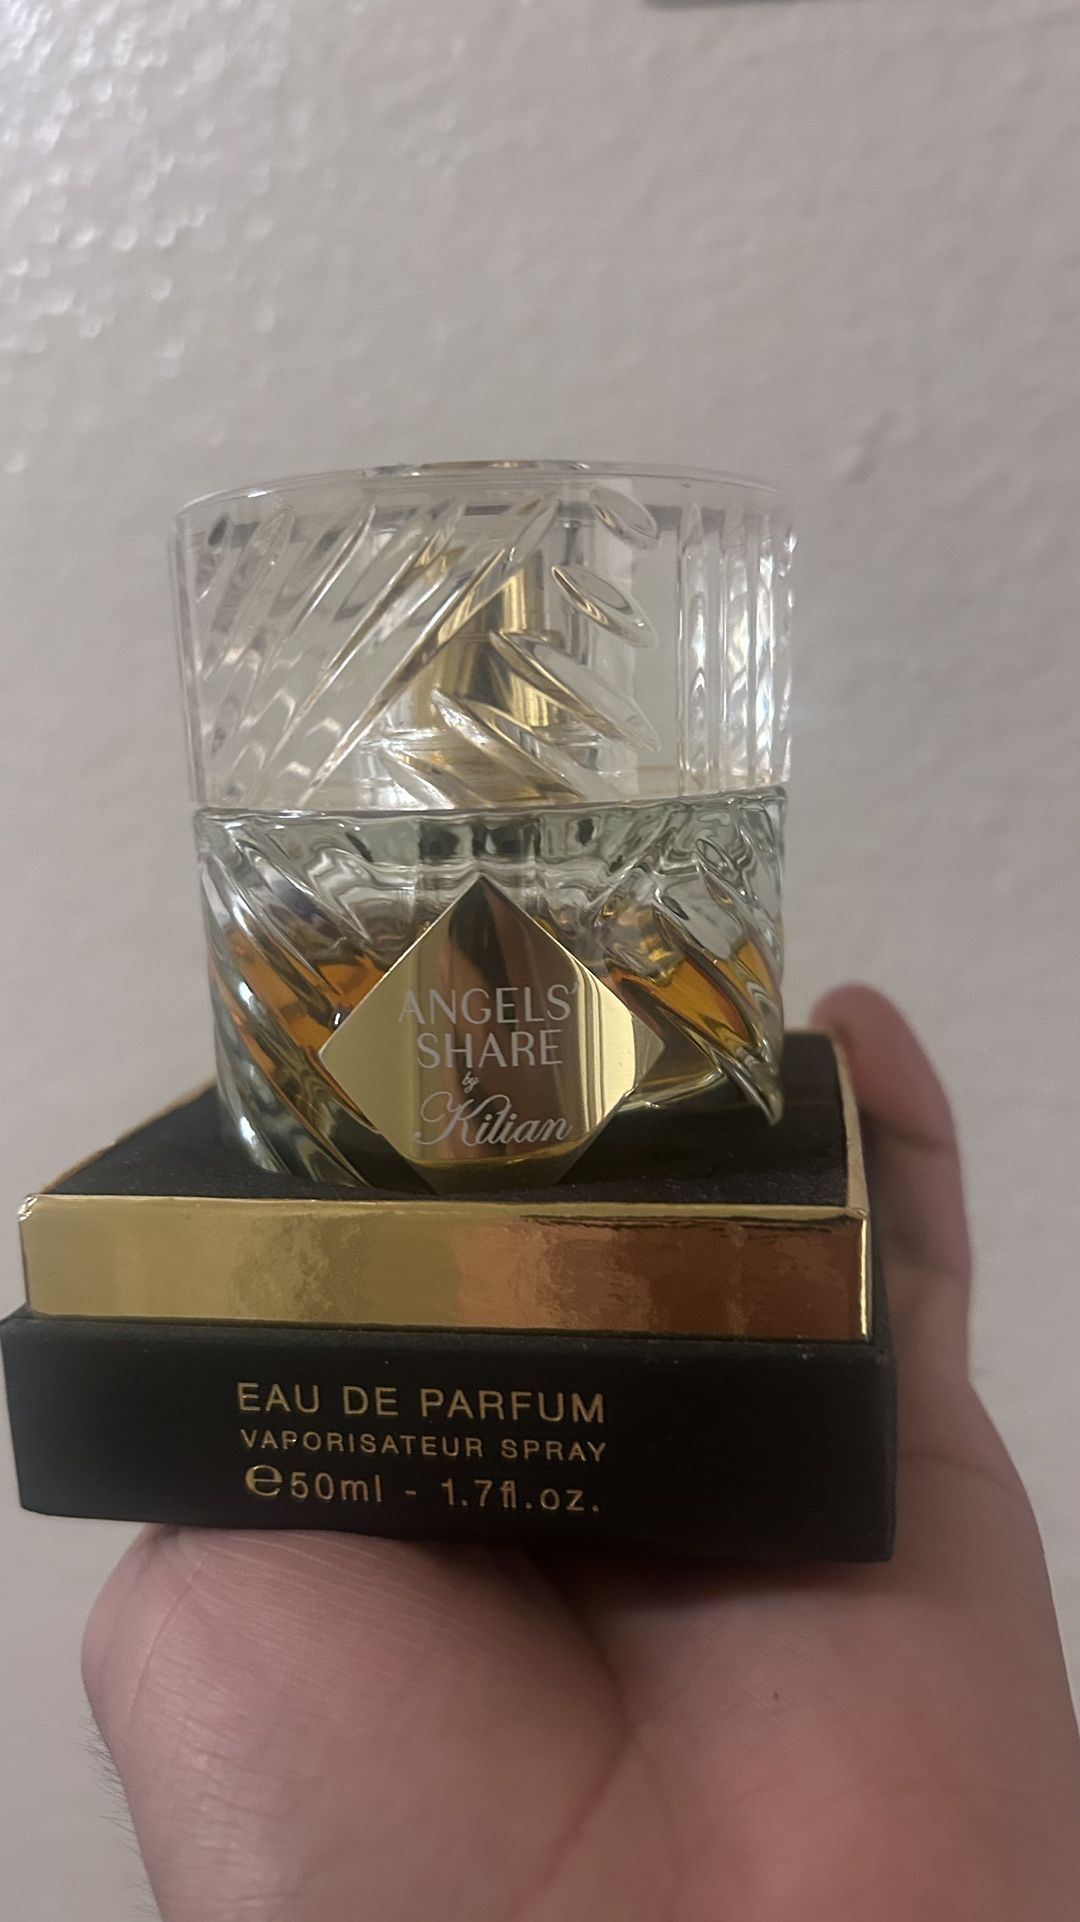 ANGELS'
SHARE
by
Kilian
EAU DE PARFUM
VAPORISATEUR SPRAY
℮50ml - 1.7fl.oz.